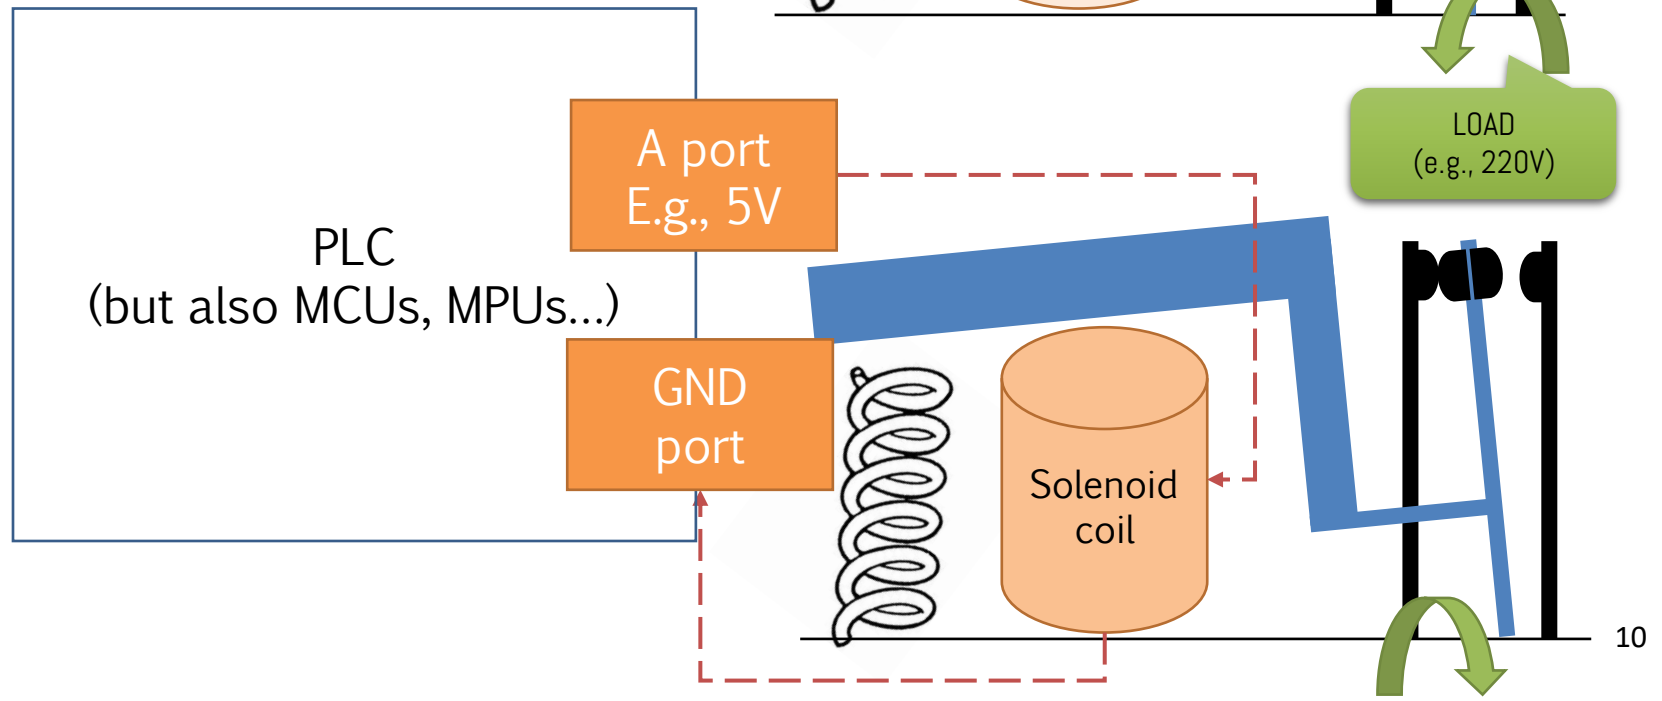 PLC
(but also MCUs, MPUs...)
A port
E.g., 5V
GND
port
Solenoid
coil
LOAD
(e.g., 220V)
10